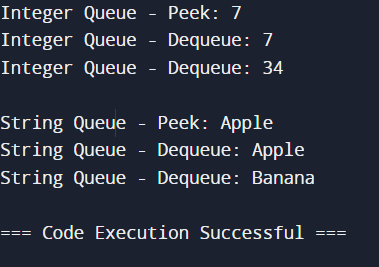 Integer Queue - Peek: 7
Integer Queue - Dequeue: 7
Integer Queue - Dequeue: 34
String Queue - Peek: Apple
String Queue - Dequeue: Apple
String Queue - Dequeue: Banana
=== Code Execution Successful ===